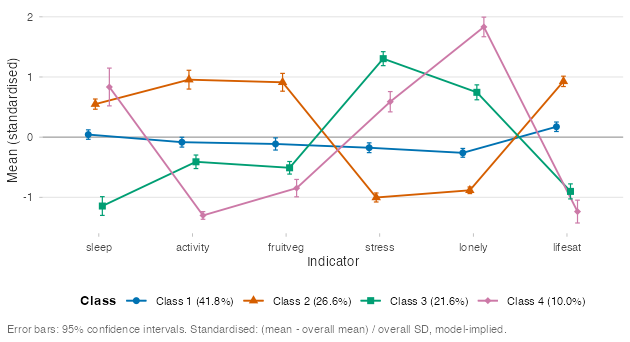 2
1
0
-1
Mean (standardised)
sleep activity fruitveg stress lonely lifesat
Indicator
Class Class 1 (41.8%) Class 2 (26.6%) Class 3 (21.6%) Class 4 (10.0%)
Error bars: 95% confidence intervals. Standardised: (mean - overall mean) / overall SD, model-implied.